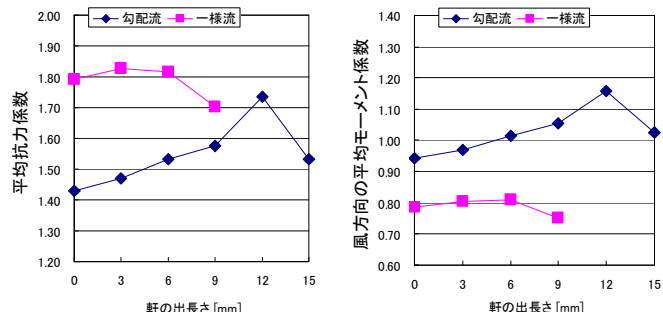 勾配流 一様流
平均抗力係数
2.00
1.90
1.80
1.70
1.60
1.50
1.40
1.30
1.20
0 3 6 9 12 15
軒の出長さ[mm]
勾配流 一様流
風方向の平均モーメント係数
1.40
1.30
1.20
1.10
1.00
0.90
0.80
0.70
0.60
0 3 6 9 12 15
軒の出長さ[mm]